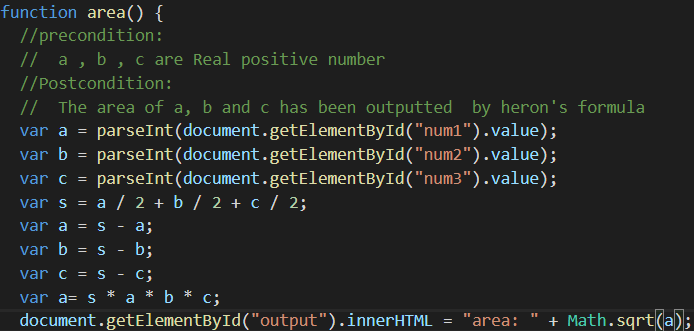 function area() {
//precondition:
//  a , b , c are Real positive number
//Postcondition:
//  The area of a, b and c has been outputted  by heron's formula
var a = parseInt(document.getElementById("num1").value);
var b = parseInt(document.getElementById("num2").value);
var c = parseInt(document.getElementById("num3").value);
var s = a / 2 + b / 2 + c / 2;
var a = s - a;
var b = s - b;
var c = s - c;
var a= s * a * b * c;
document.getElementById("output").innerHTML = "area: " + Math.sqrt(a);